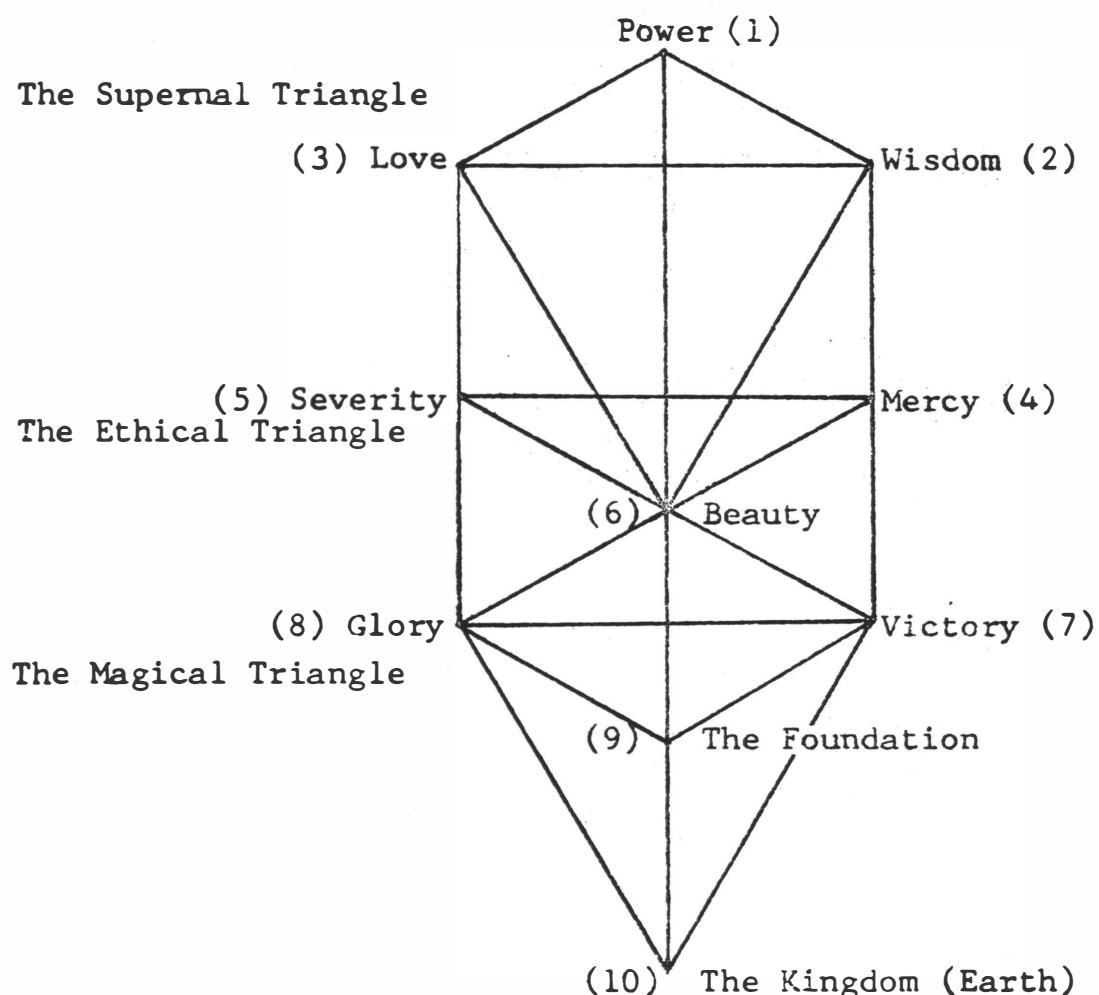 Power (1)
The Supernal Triangle
(3) Love
Wisdom (2)
(5) Severity
Mercy (4)
The Ethical Triangle
(6) Beauty
(8) Glory
Victory (7)
The Magical Triangle
(9) The Foundation
(10) The Kingdom (Earth)